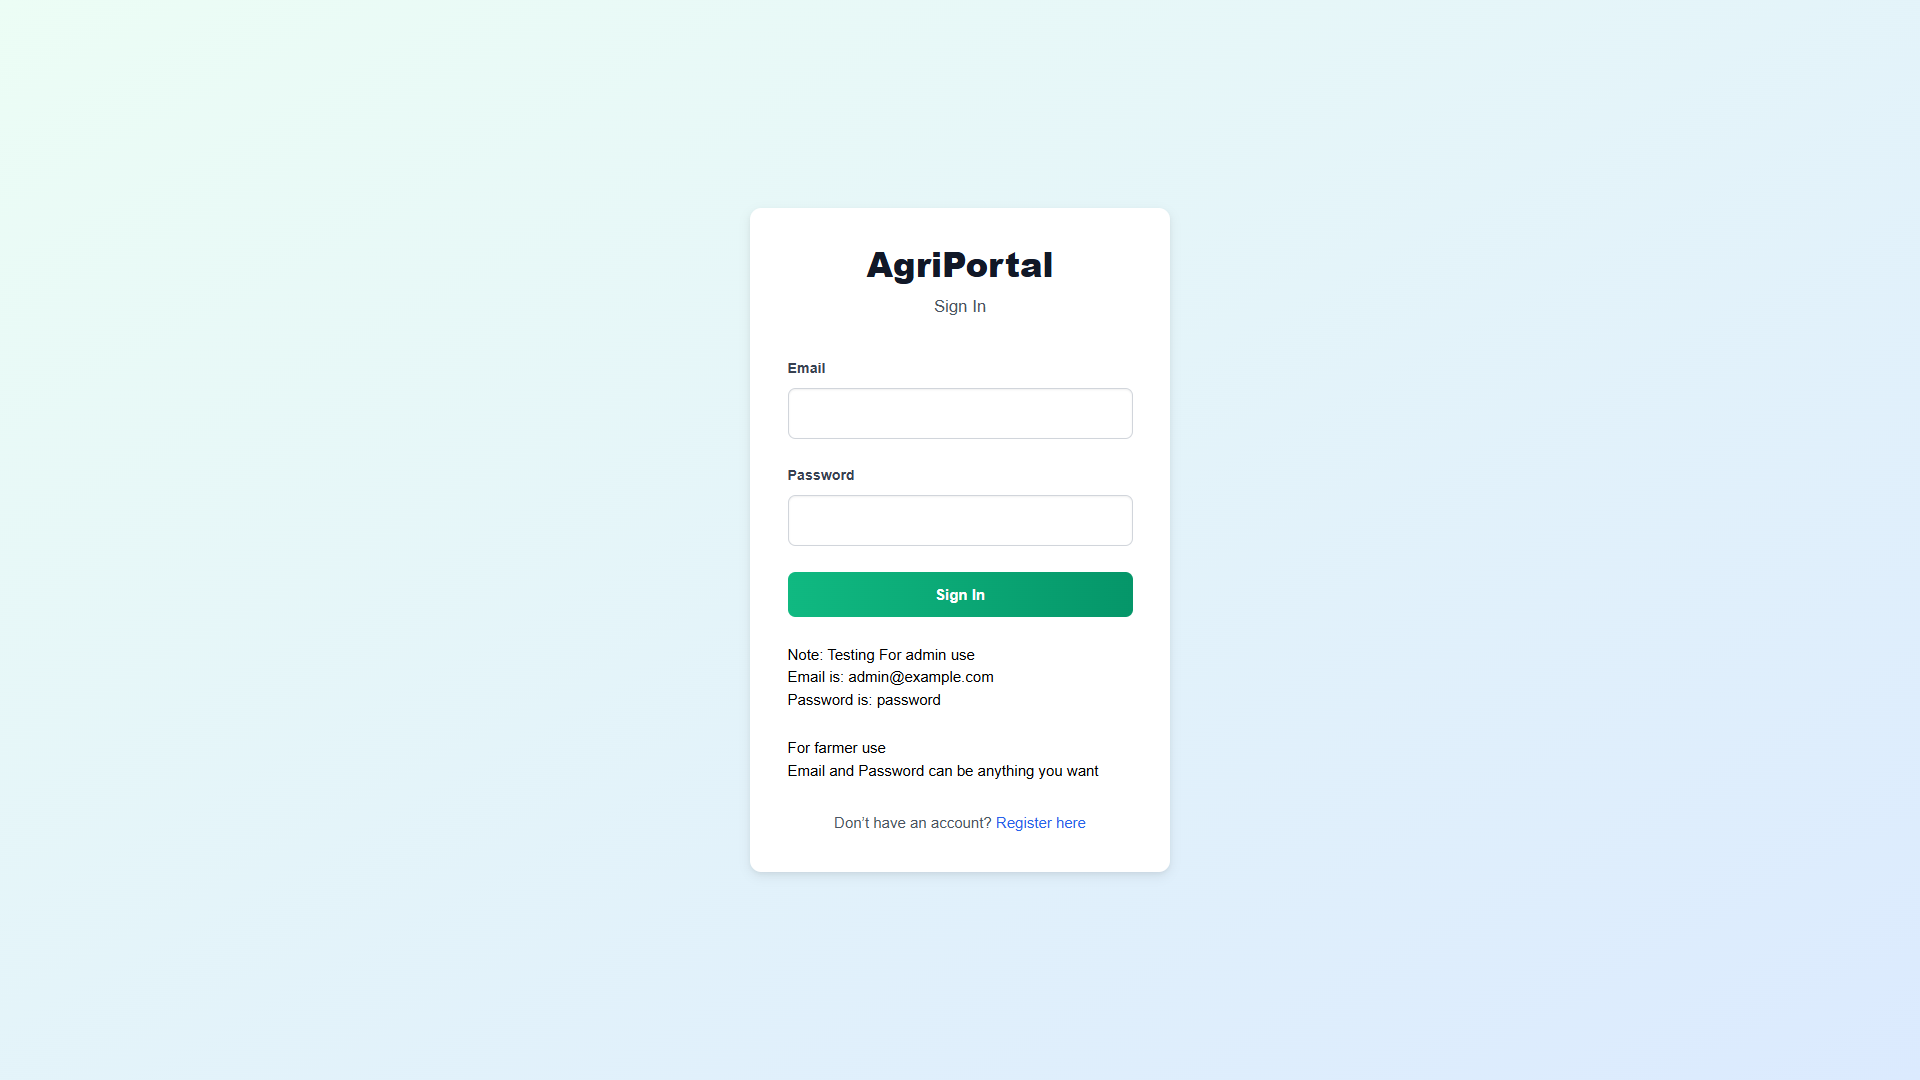 AgriPortal
Sign In
Email
Password
Sign In
Note: Testing For admin use
Email is: admin@example.com
Password is: password
For farmer use
Email and Password can be anything you want
Don’t have an account? Register here